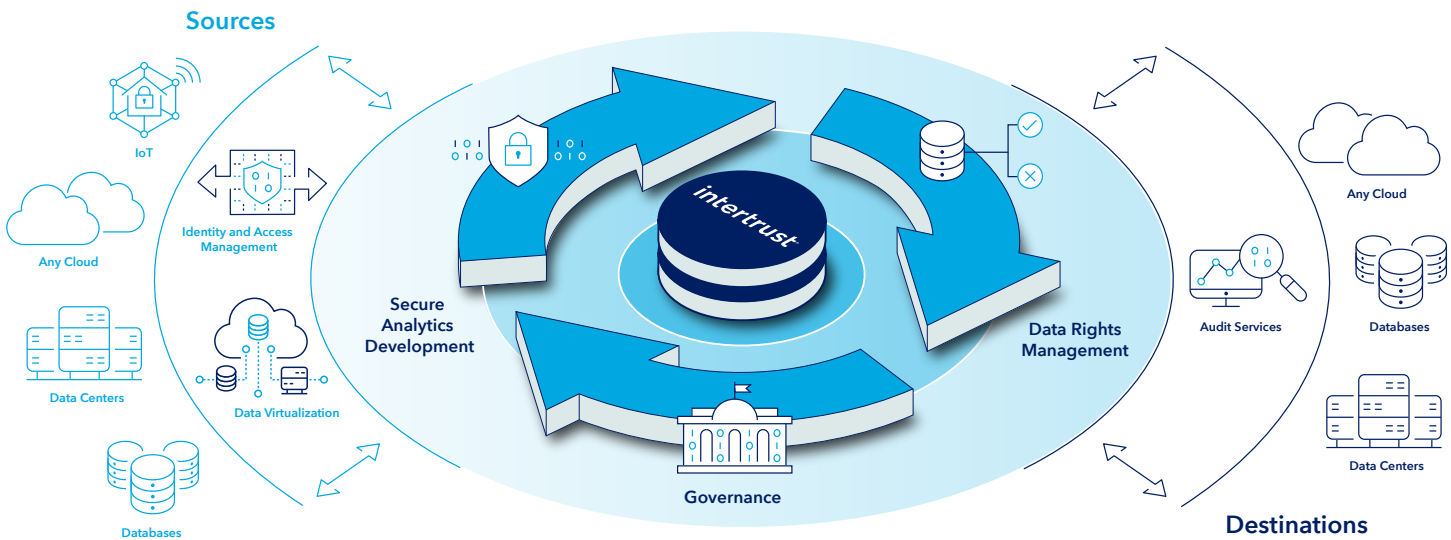 Sources
IoT
Any Cloud
Data Centers
Databases
Identity and Access
Management
Data Virtualization
I O I
O I O
I O I
O I O
Secure
Analytics
Development
intertrust
Governance
Data Rights
Management
Audit Services
Any Cloud
Databases
Data Centers
Destinations